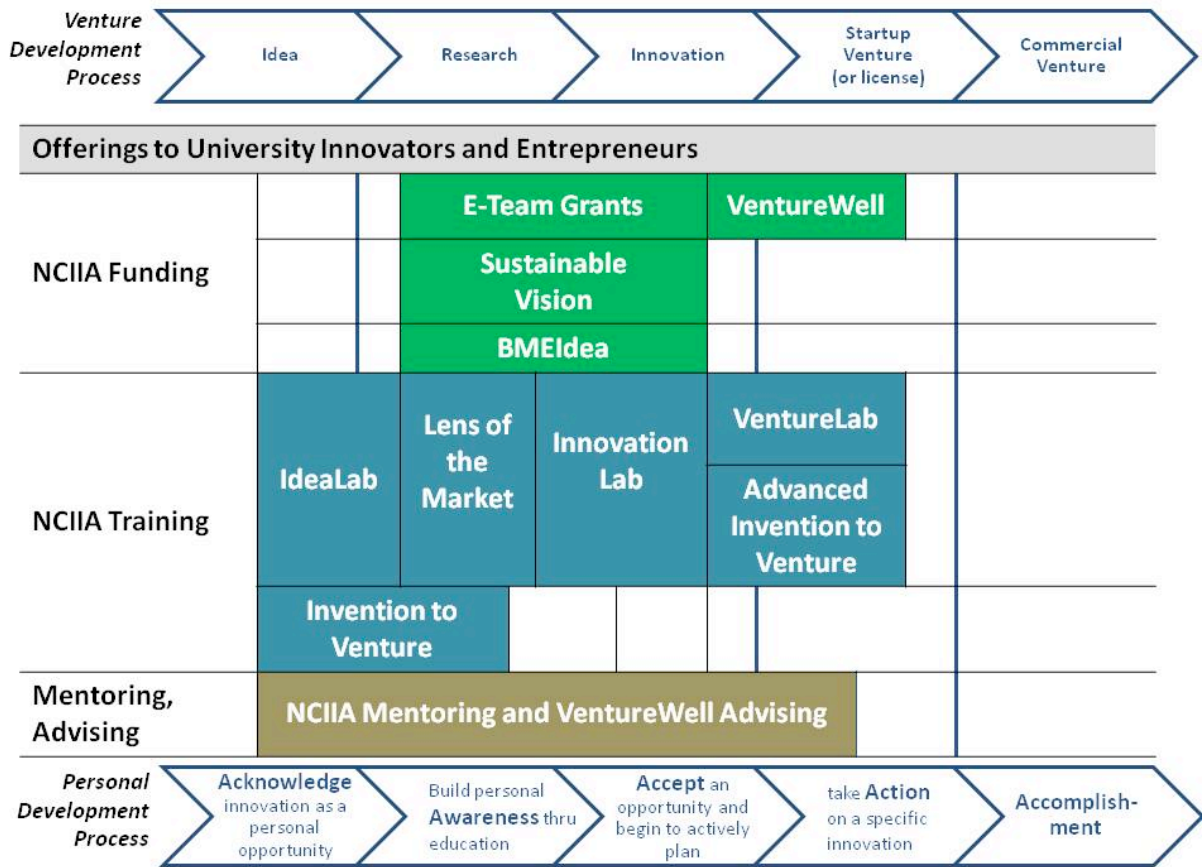 Venture
Development
Process
Idea
Research
Innovation
Startup
Venture
(or license)
Commercial
Venture
Offerings to University Innovators and Entrepreneurs
NCIIA Funding
E-Team Grants
VentureWell
Sustainable
Vision
BMEIdea
NCIIA Training
IdeaLab
Lens of
the
Market
Innovation
Lab
VentureLab
Advanced
Invention to
Venture
Invention to
Venture
Mentoring,
Advising
NCIIA Mentoring and VentureWell Advising
Personal
Development
Process
Acknowledge
innovation as a
personal
opportunity
Build personal
Awareness thru
education
Accept an
opportunity and
begin to actively
plan
take Action
on a specific
innovation
Accomplish-
ment